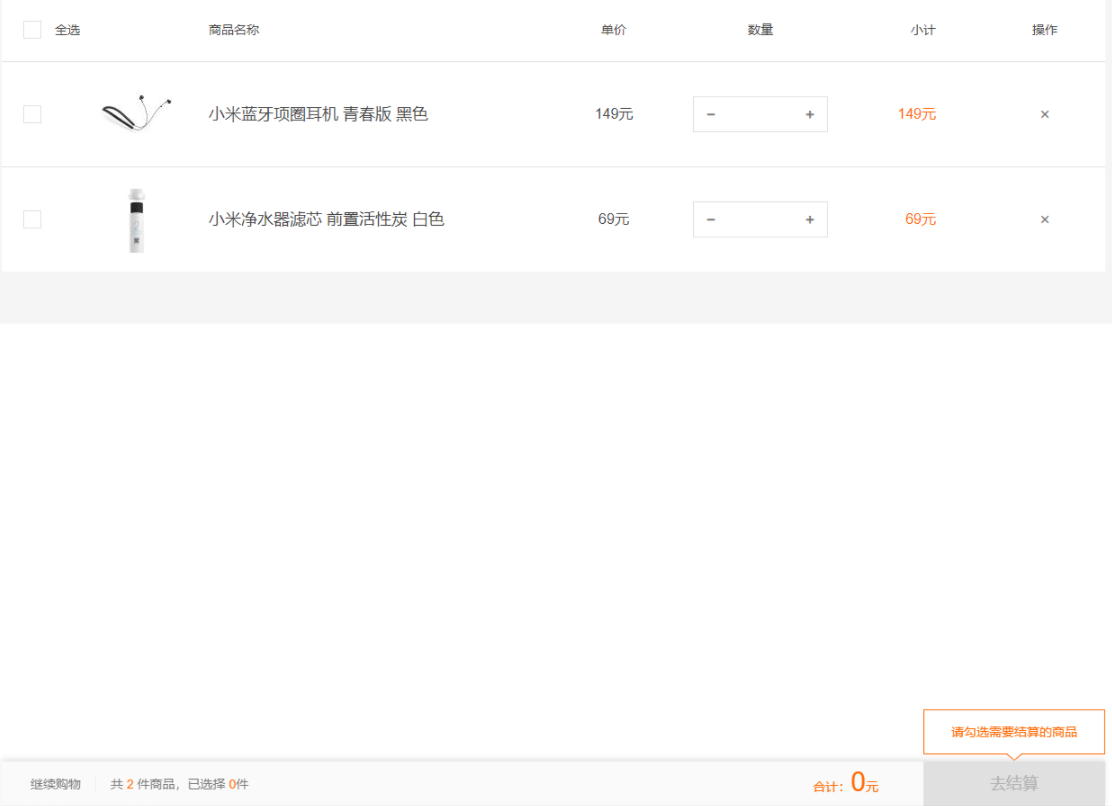 全选 商品名称 单价 数量 小计 操作
小米蓝牙项圈耳机 青春版 黑色 149元 − + 149元 ×
小米净水器滤芯 前置活性炭 白色 69元 − + 69元 ×
请勾选需要结算的商品
继续购物 共 2 件商品，已选择 0件 合计：0元 去结算